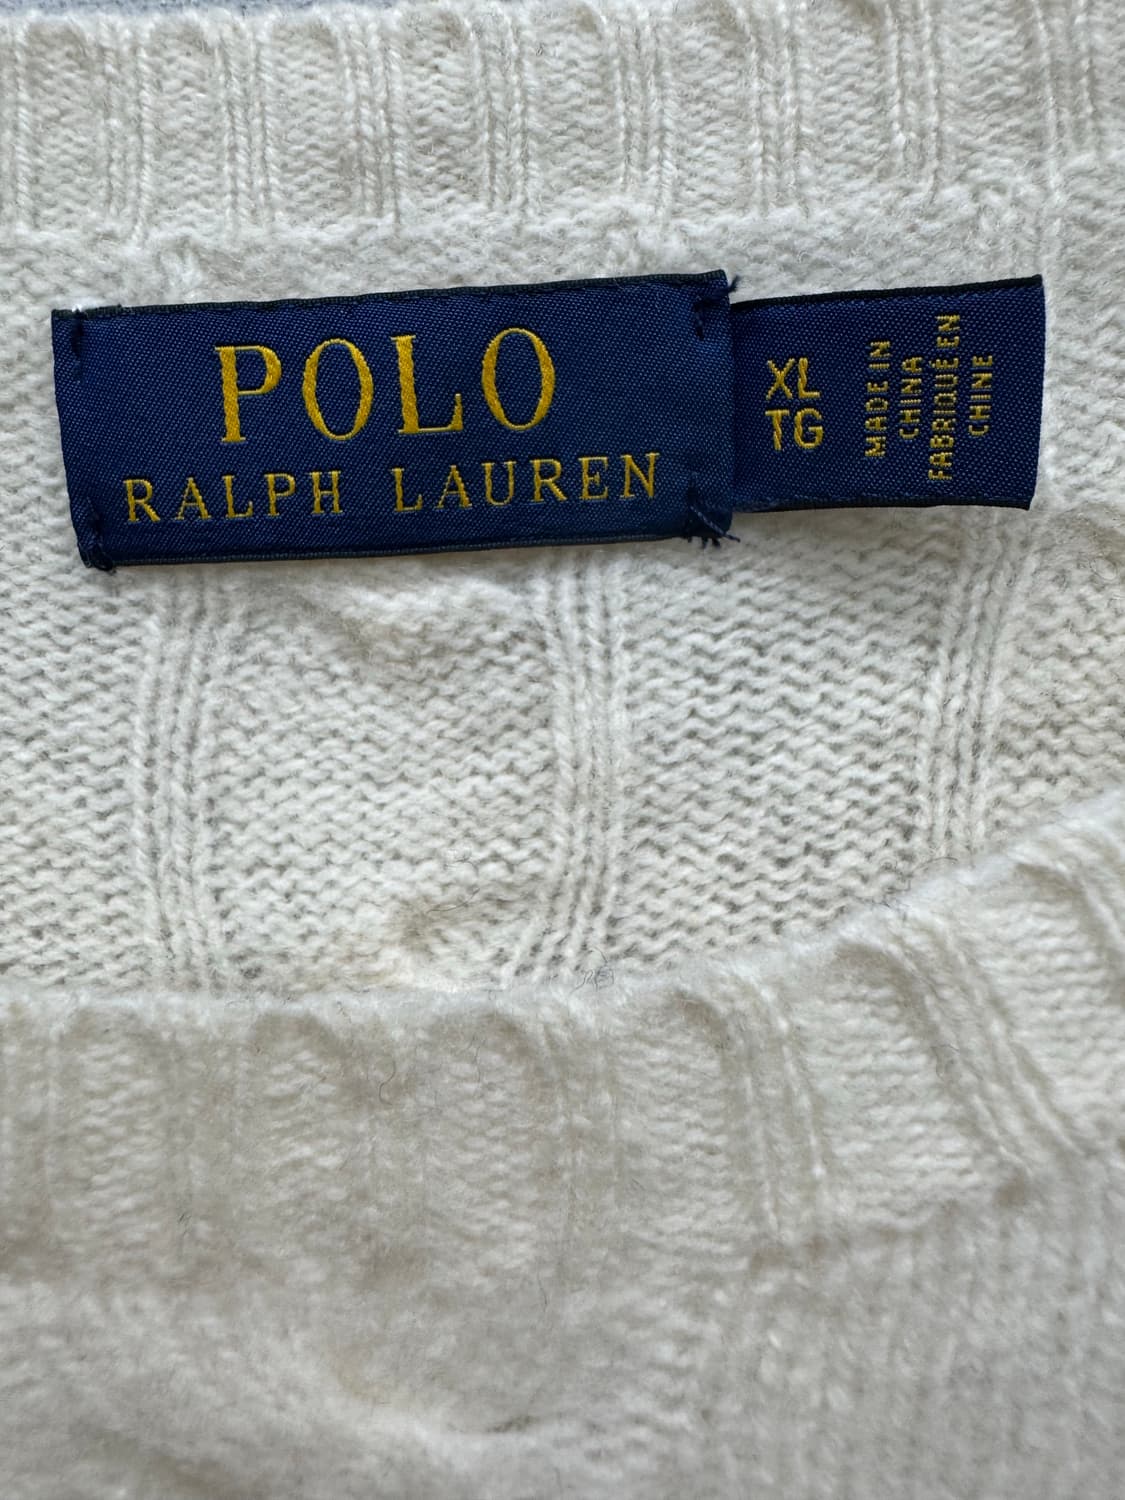 POLO
RALPH LAUREN
XL
TG
MADE IN
CHINA
FABRIQUÉ EN
CHINE